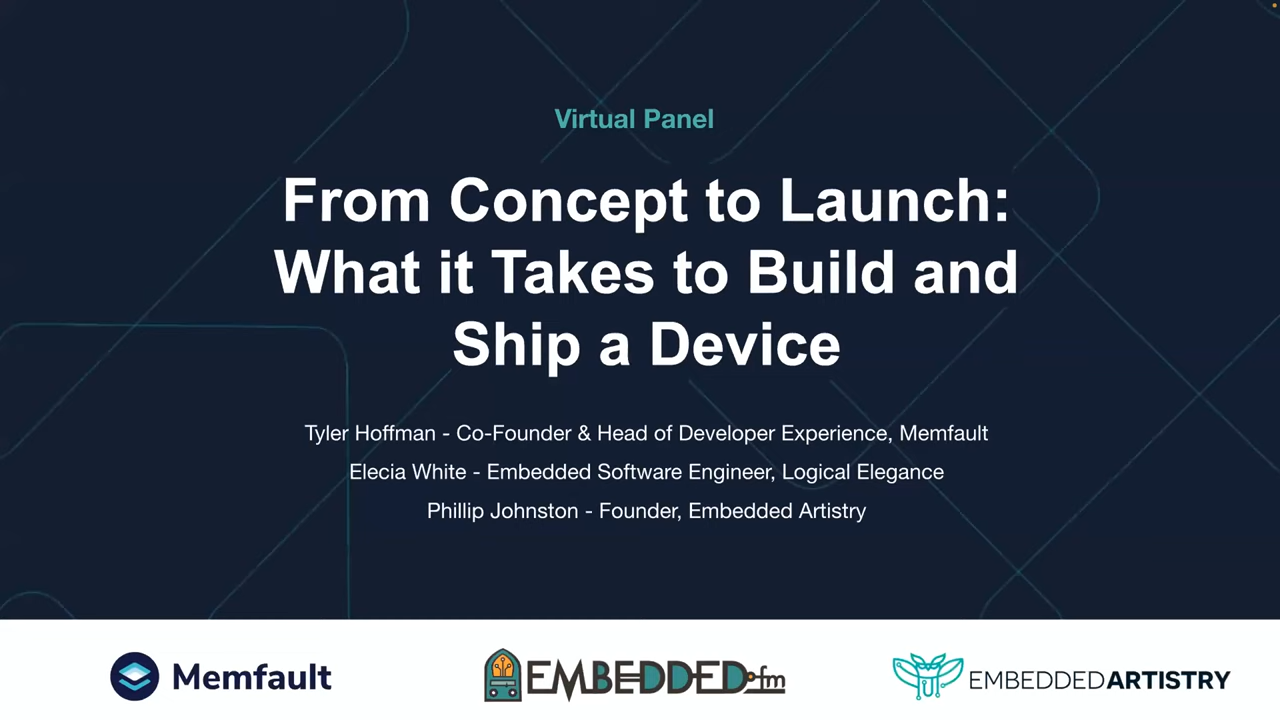 Virtual Panel
From Concept to Launch:
What it Takes to Build and
Ship a Device
Tyler Hoffman - Co-Founder & Head of Developer Experience, Memfault
Elecia White - Embedded Software Engineer, Logical Elegance
Phillip Johnston - Founder, Embedded Artistry
Memfault
EMBEDDED.fm
EMBEDDEDARTISTRY